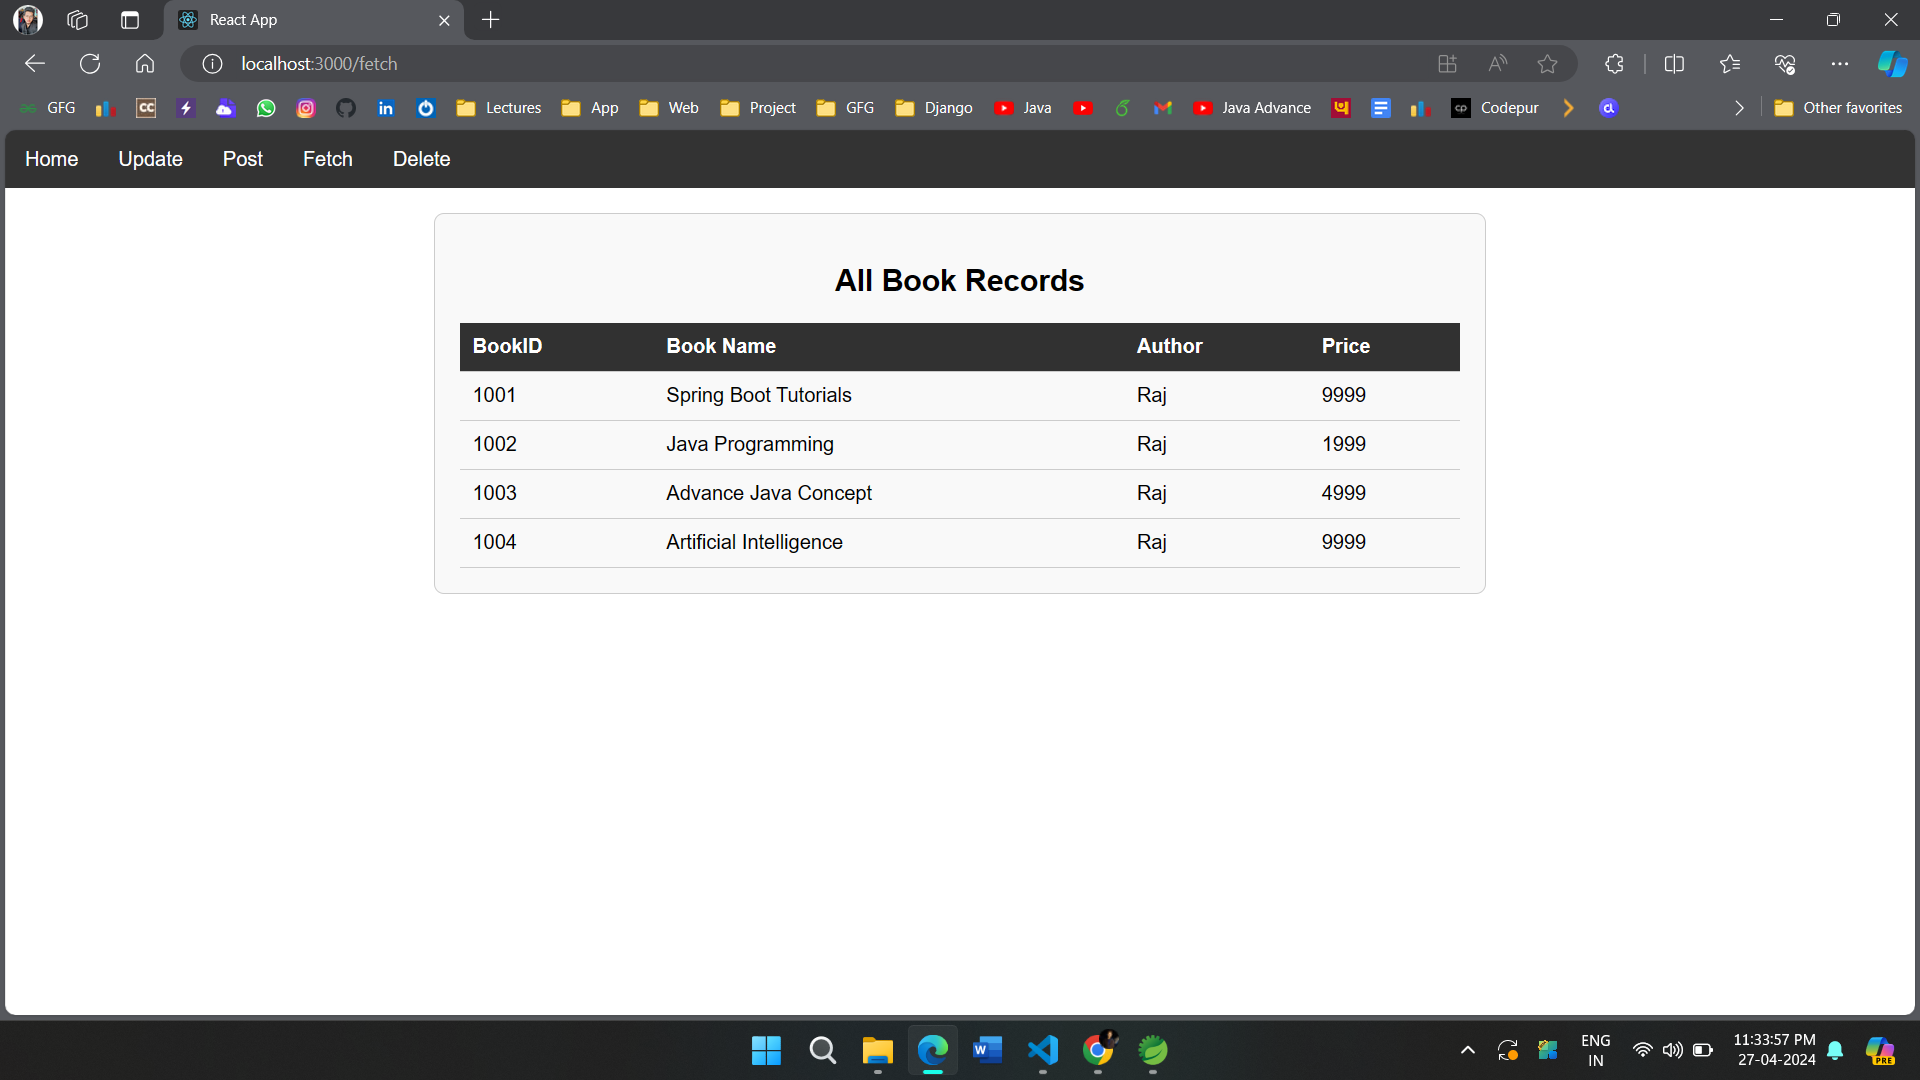 React App
localhost:3000/fetch
GFG CC Lectures App Web Project GFG Django Java Java Advance cp Codepur Other favorites
Home Update Post Fetch Delete
All Book Records
BookID Book Name Author Price
1001 Spring Boot Tutorials Raj 9999
1002 Java Programming Raj 1999
1003 Advance Java Concept Raj 4999
1004 Artificial Intelligence Raj 9999
ENG 11:33:57 PM
IN 27-04-2024
PRE